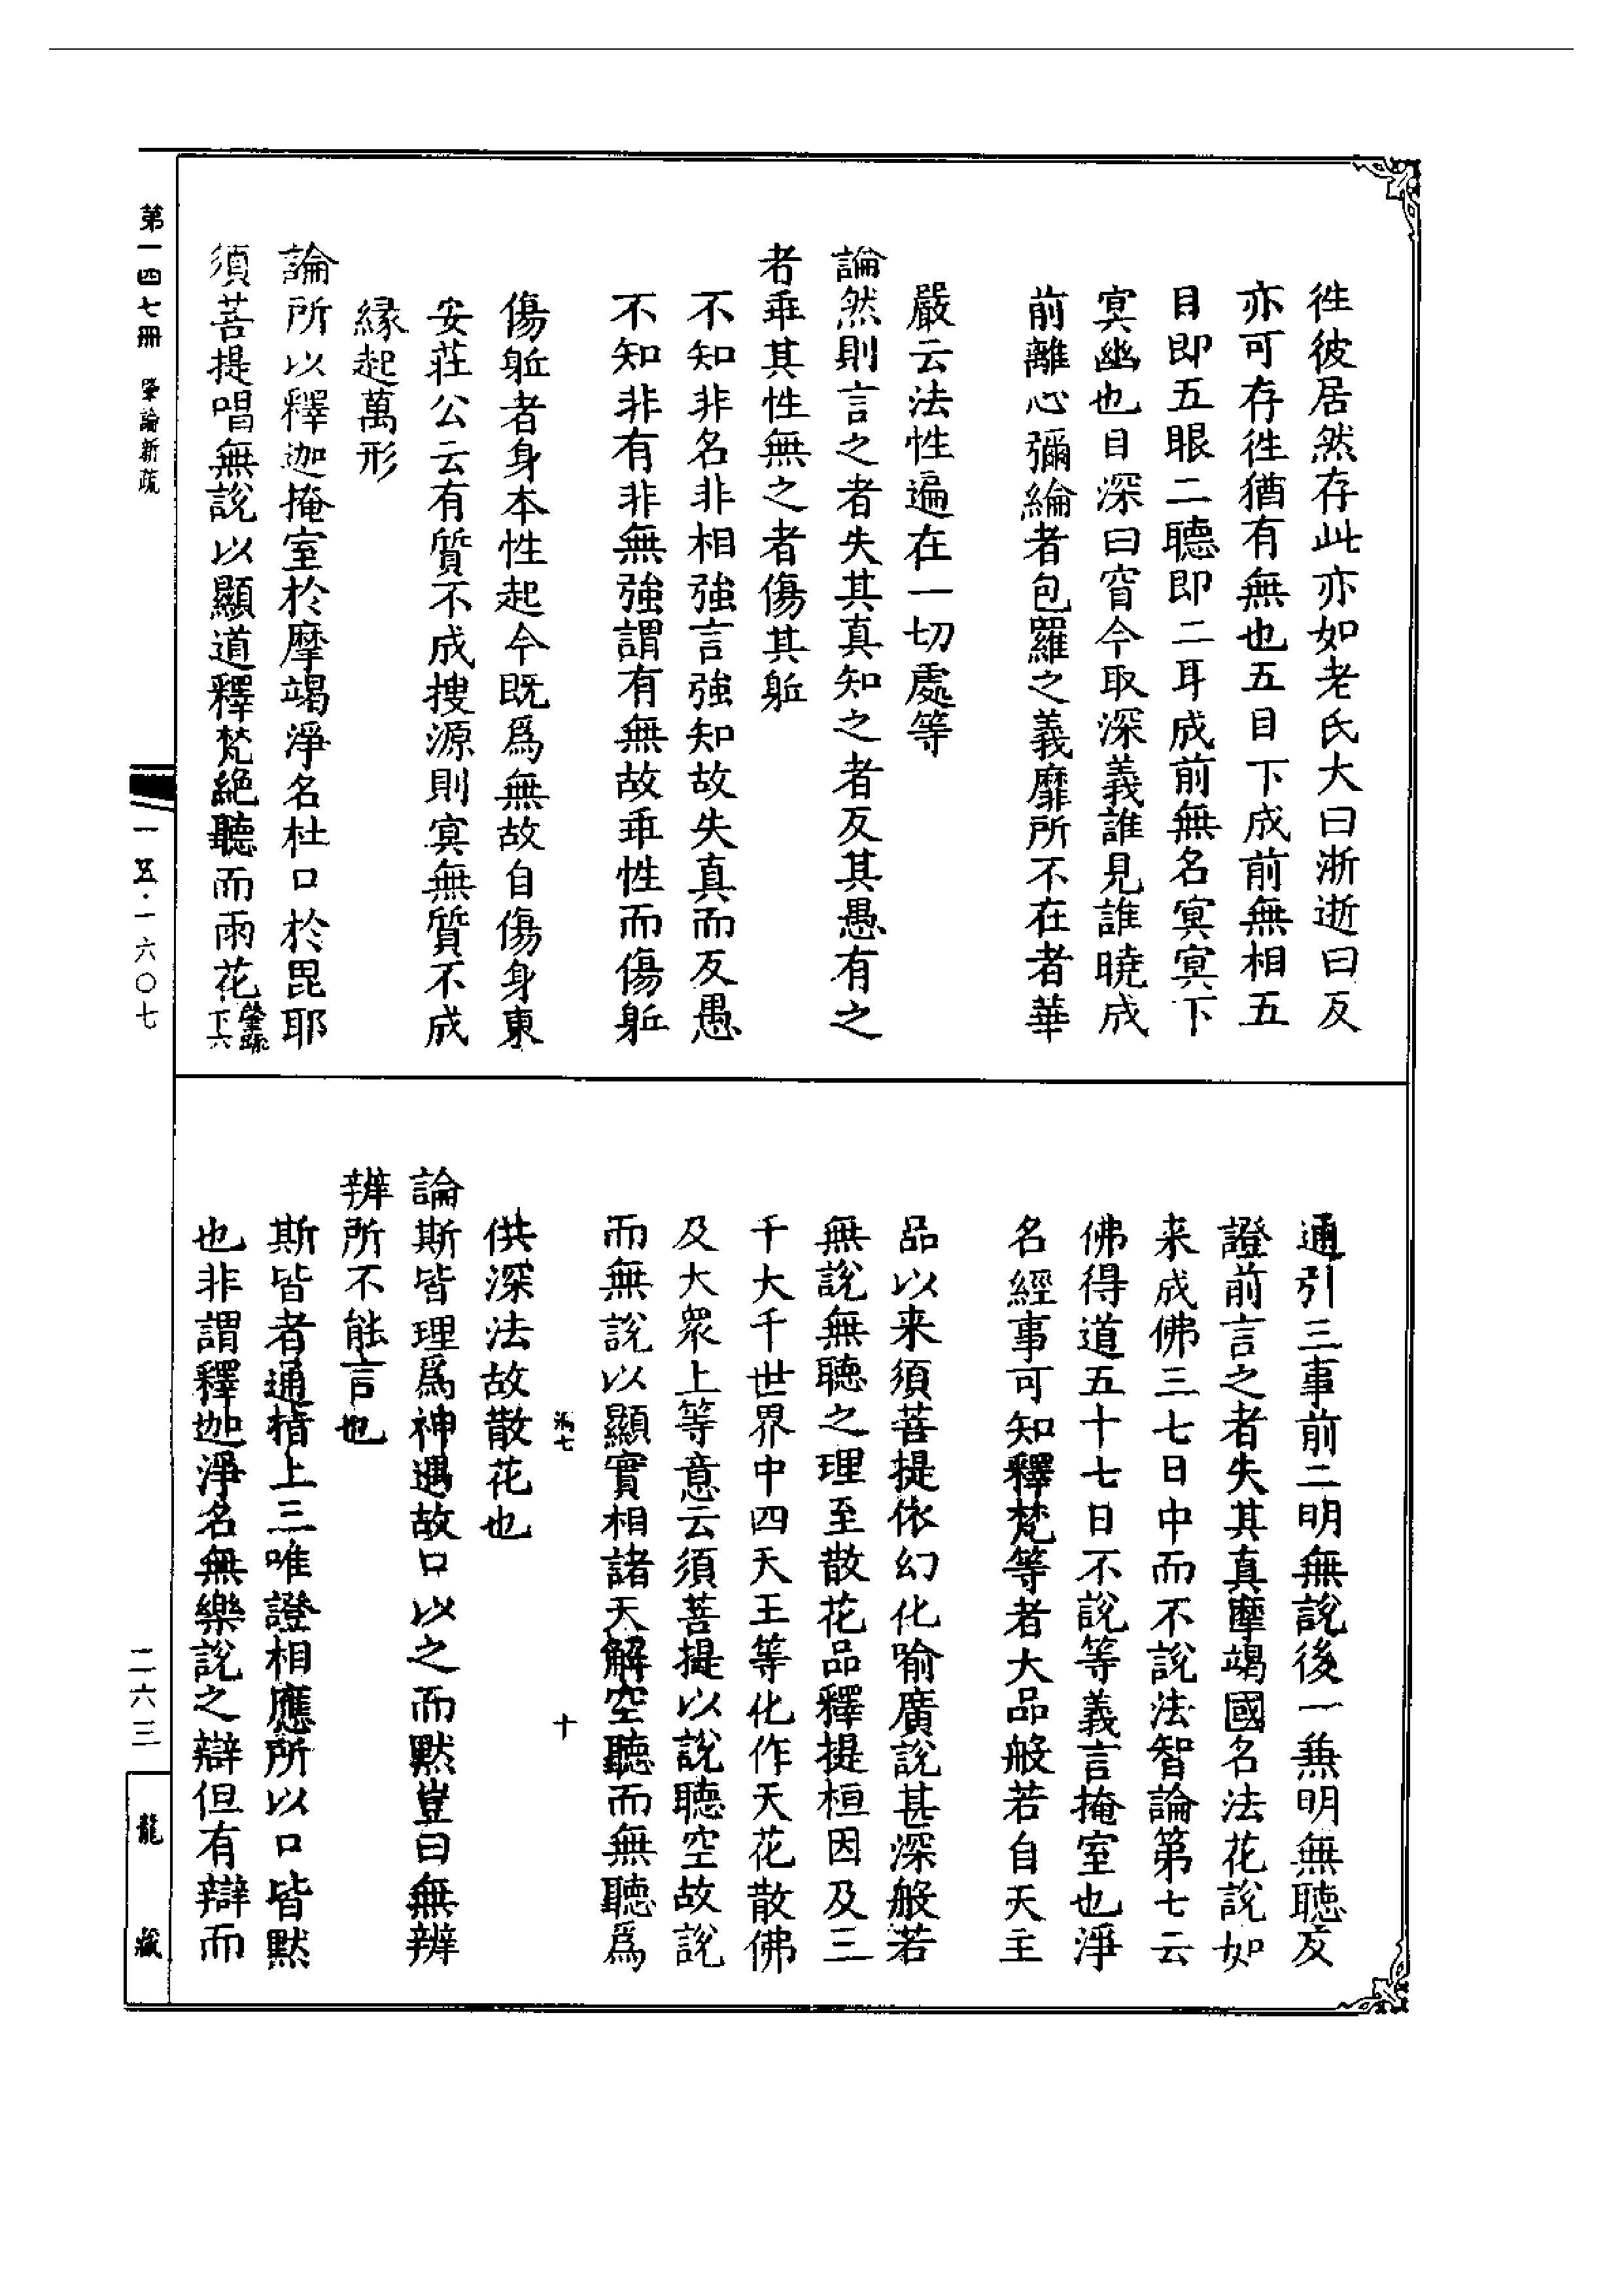 徃彼居然存此亦如老氏大曰浙逝曰反
亦可存徃猶有無也五目下成前無相五
目即五眼二聽即二耳成前無名寞寞下
寞幽也目深曰窅今取深義誰見誰曉成
前離心彌綸者包羅之義靡所不在者華
嚴云法性遍在一切處等
論然則言之者失其真知之者反其愚有之
者乖其性無之者傷其躯
不知非名非相強言強知故失真而反愚
不知非有非無強謂有無故乖性而傷躯
傷躯者身本性起今既爲無故自傷身東
安莊公云有質不成搜源則寞無質不成
緣起萬形
論所以釋迦掩室於摩竭淨名杜口於毘耶
須菩提唱無說以顯道釋梵絕聽而雨花肇論疏下六
通引三事前二明無說後一無明無聽反
證前言之者失其真摩竭國名法花說如
来成佛三七日中而不說法智論第七云
佛得道五十七日不說等義言掩室也淨
名經事可知釋梵等者大品般若自天主
品以来須菩提依幻化喻廣說甚深般若
無說無聽之理至散花品釋提桓因及三
千大千世界中四天王等化作天花散佛
及大眾上等意云須菩提以說聽空故說
而無說以顯實相諸天解空聽而無聽爲
十
供深法故散花也
論斯皆理爲神遇故口以之而黙豈曰無辨
辨所不能言也
斯皆者通楷上三唯證相應所以口皆黙
也非謂釋迦淨名無樂說之辯但有辯而
第一四七冊 肇論新疏
一五·一六〇七
二六三
龍藏